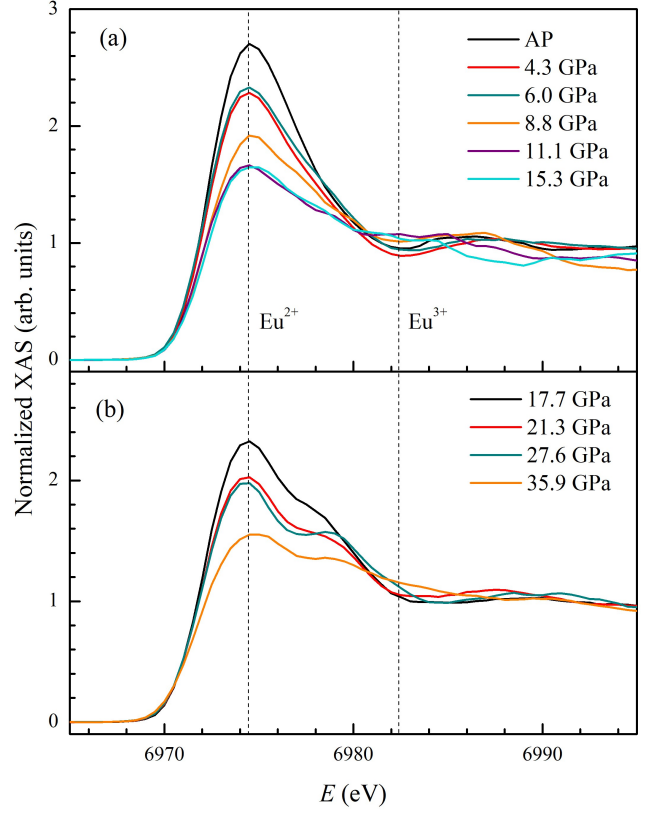 3
(a)
AP
4.3 GPa
6.0 GPa
8.8 GPa
11.1 GPa
15.3 GPa
2
1
Eu²⁺
Eu³⁺
0
Normalized XAS (arb. units)
(b)
17.7 GPa
21.3 GPa
27.6 GPa
35.9 GPa
2
1
0
6970
6980
6990
E (eV)